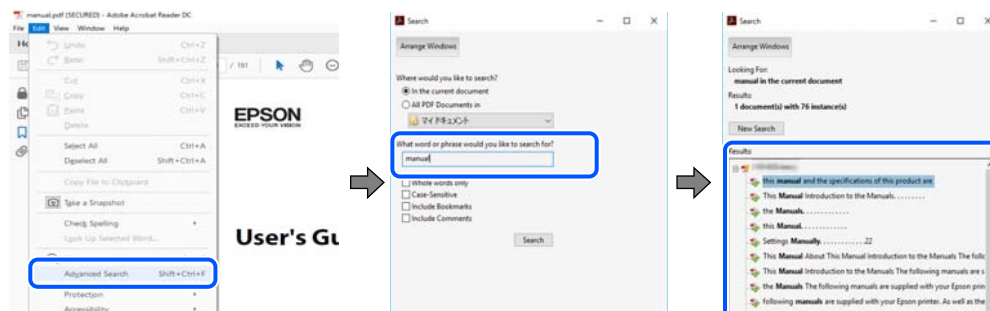 manual.pdf (SECURED) - Adobe Acrobat Reader DC
File Edit View Window Help
Undo Ctrl+Z
Redo Shift+Ctrl+Z
Cut Ctrl+X
Copy Ctrl+C
Paste Ctrl+V
Delete
Select All Ctrl+A
Deselect All Shift+Ctrl+A
Copy File to Clipboard
Take a Snapshot
Check Spelling
Look Up Selected Word...
Advanced Search Shift+Ctrl+F
Protection
Accessibility
/ 181
EPSON
EXCEED YOUR VISION
User's Gu
Search
Arrange Windows
Where would you like to search?
In the current document
All PDF Documents in
マイ ドキュメント
What word or phrase would you like to search for?
manual
Whole words only
Case-Sensitive
Include Bookmarks
Include Comments
Search
Search
Arrange Windows
Looking For:
manual in the current document
Results:
1 document(s) with 76 instance(s)
New Search
Results:
this manual and the specifications of this product are
This Manual Introduction to the Manuals. . . . . . . .
the Manuals. . . . . . . . . . . .
this Manual. . . . . . . . . . . .
Settings Manually. . . . . . . . . . . .22
This Manual About This Manual Introduction to the Manuals The follo
This Manual Introduction to the Manuals The following manuals are s
the Manuals The following manuals are supplied with your Epson prin
following manuals are supplied with your Epson printer. As well as the